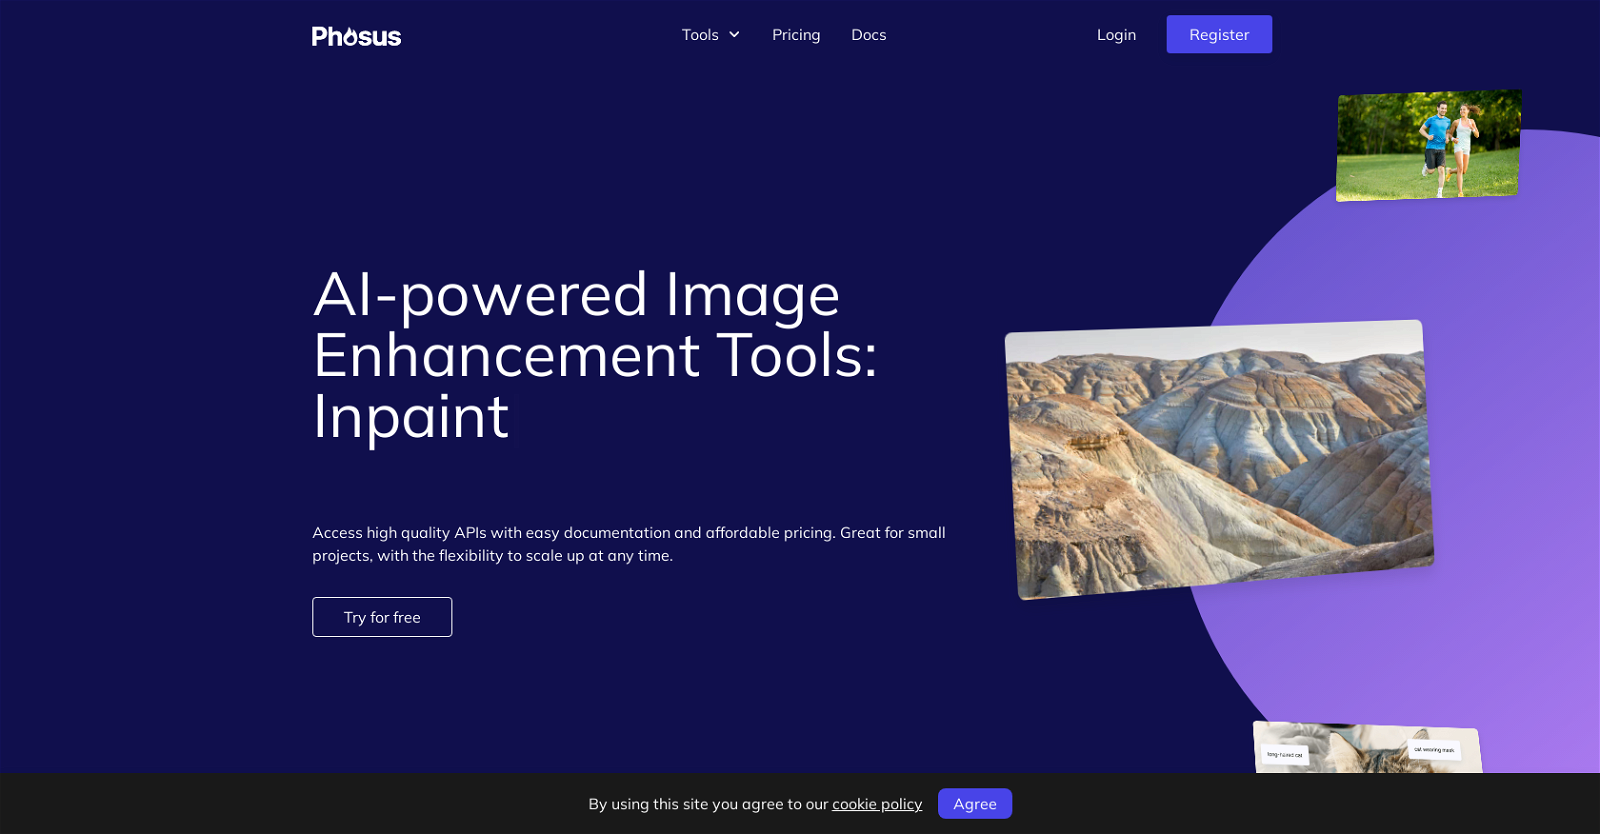 Phosus
Tools
Pricing
Docs
Login
Register
AI-powered Image
Enhancement Tools:
Inpaint
Access high quality APIs with easy documentation and affordable pricing. Great for small
projects, with the flexibility to scale up at any time.
Try for free
long-haired cat
cat wearing mask
By using this site you agree to our cookie policy
Agree